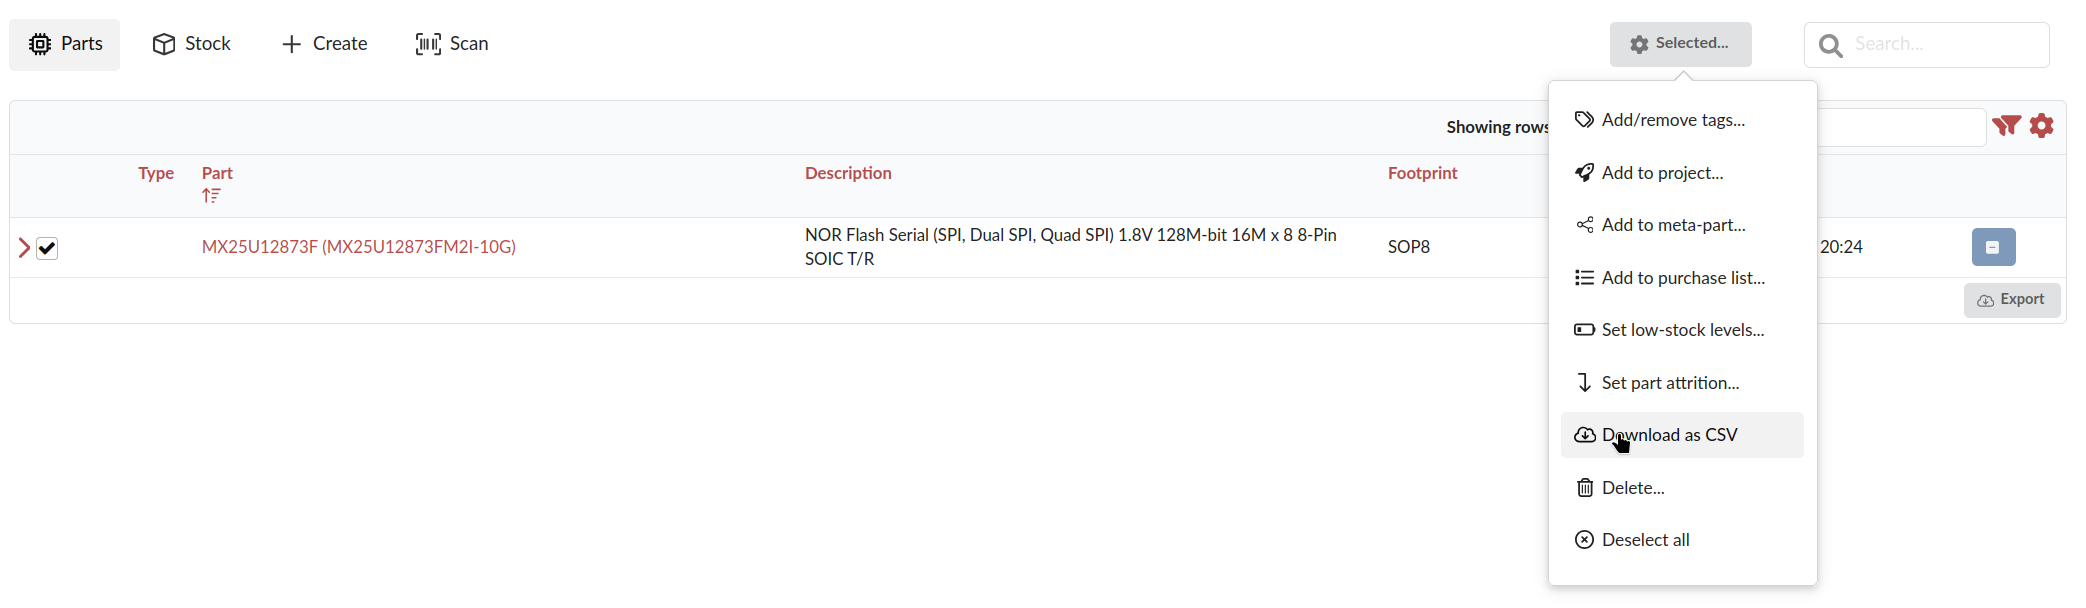 Parts
Stock
Create
Scan
Selected...
Search...
Showing rows
Type
Part
Description
Footprint
MX25U12873F (MX25U12873FM2I-10G)
NOR Flash Serial (SPI, Dual SPI, Quad SPI) 1.8V 128M-bit 16M x 8 8-Pin
SOIC T/R
SOP8
20:24
Export
Add/remove tags...
Add to project...
Add to meta-part...
Add to purchase list...
Set low-stock levels...
Set part attrition...
Download as CSV
Delete...
Deselect all